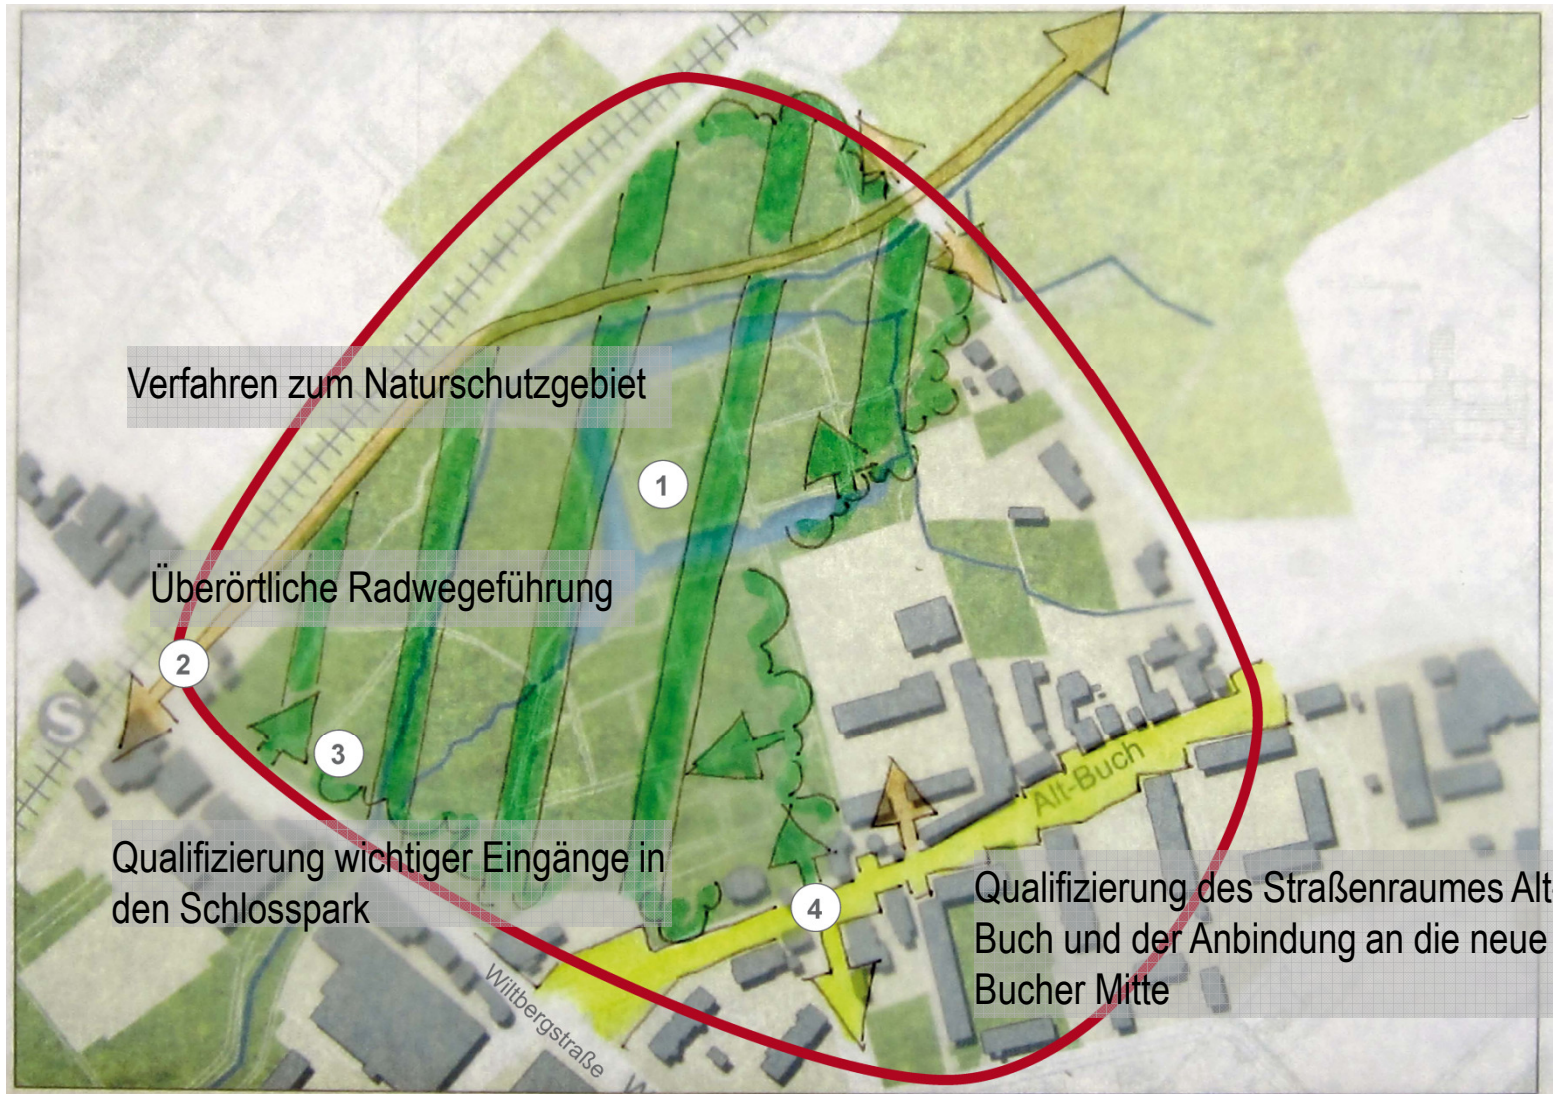 Verfahren zum Naturschutzgebiet
1
Überörtliche Radwegeführung
2
S
3
Alt-Buch
Qualifizierung wichtiger Eingänge in
den Schlosspark
4
Qualifizierung des Straßenraumes Alt-
Buch und der Anbindung an die neue
Bucher Mitte
Wiltbergstraße